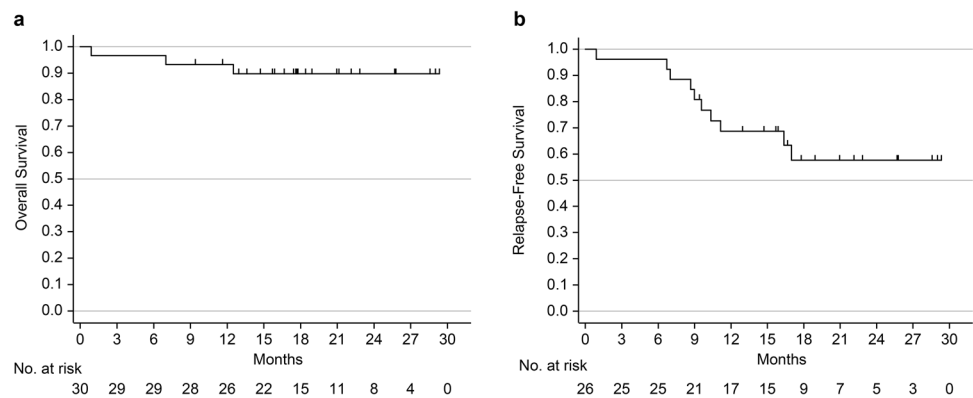 a
Overall Survival
1.0
0.9
0.8
0.7
0.6
0.5
0.4
0.3
0.2
0.1
0.0
0 3 6 9 12 15 18 21 24 27 30
Months
No. at risk
30 29 29 28 26 22 15 11 8 4 0
b
Relapse-Free Survival
1.0
0.9
0.8
0.7
0.6
0.5
0.4
0.3
0.2
0.1
0.0
0 3 6 9 12 15 18 21 24 27 30
Months
No. at risk
26 25 25 21 17 15 9 7 5 3 0